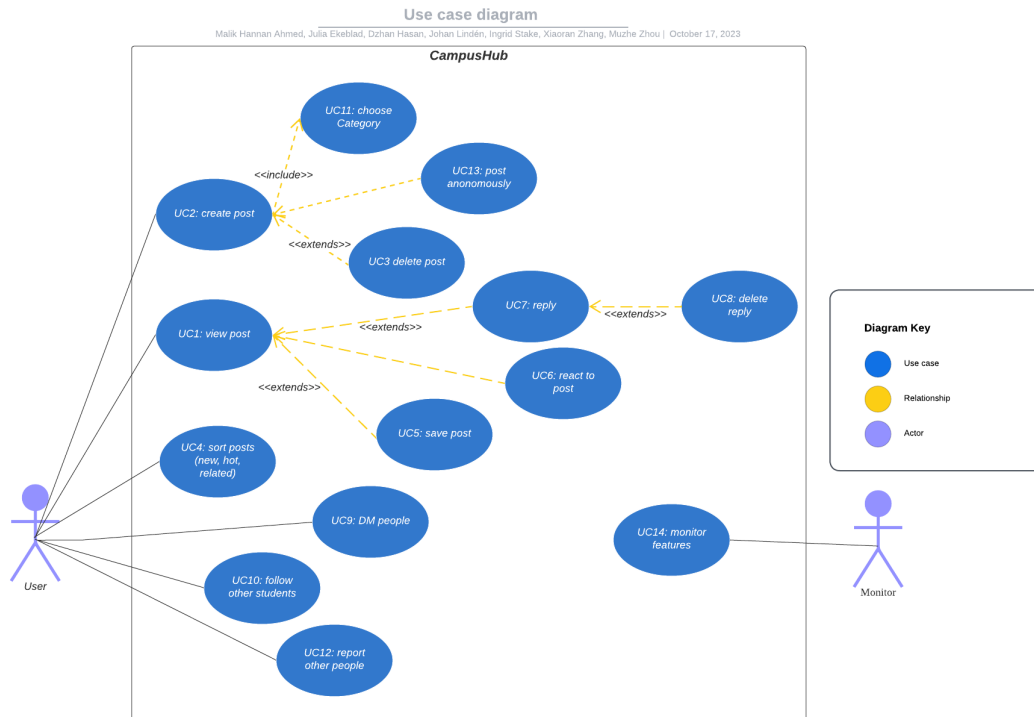 Use case diagram
Malik Hannan Ahmed, Julia Ekeblad, Dzhan Hasan, Johan Lindén, Ingrid Stake, Xiaoran Zhang, Muzhe Zhou | October 17, 2023
CampusHub
UC11: choose
Category
<<include>>
UC13: post
anonomously
UC2: create post
<<extends>>
UC3 delete post
UC7: reply
UC8: delete
reply
<<extends>>
<<extends>>
UC1: view post
UC6: react to
post
<<extends>>
UC5: save post
UC4: sort posts
(new, hot,
related)
UC9: DM people
UC14: monitor
features
UC10: follow
other students
UC12: report
other people
User
Monitor
Diagram Key
Use case
Relationship
Actor